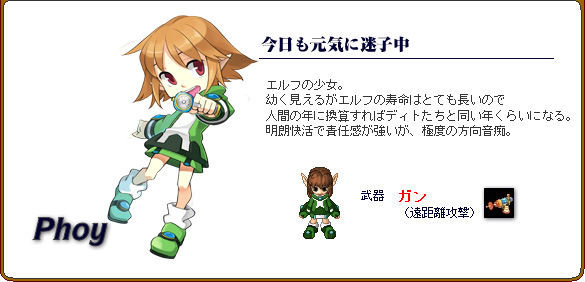 今日も元気に迷子中
エルフの少女。
幼く見えるがエルフの寿命はとても長いので
人間の年に換算すればディトたちと同い年くらいになる。
明朗快活で責任感が強いが、極度の方向音痴。
武器 ガン
(遠距離攻撃)
Phoy